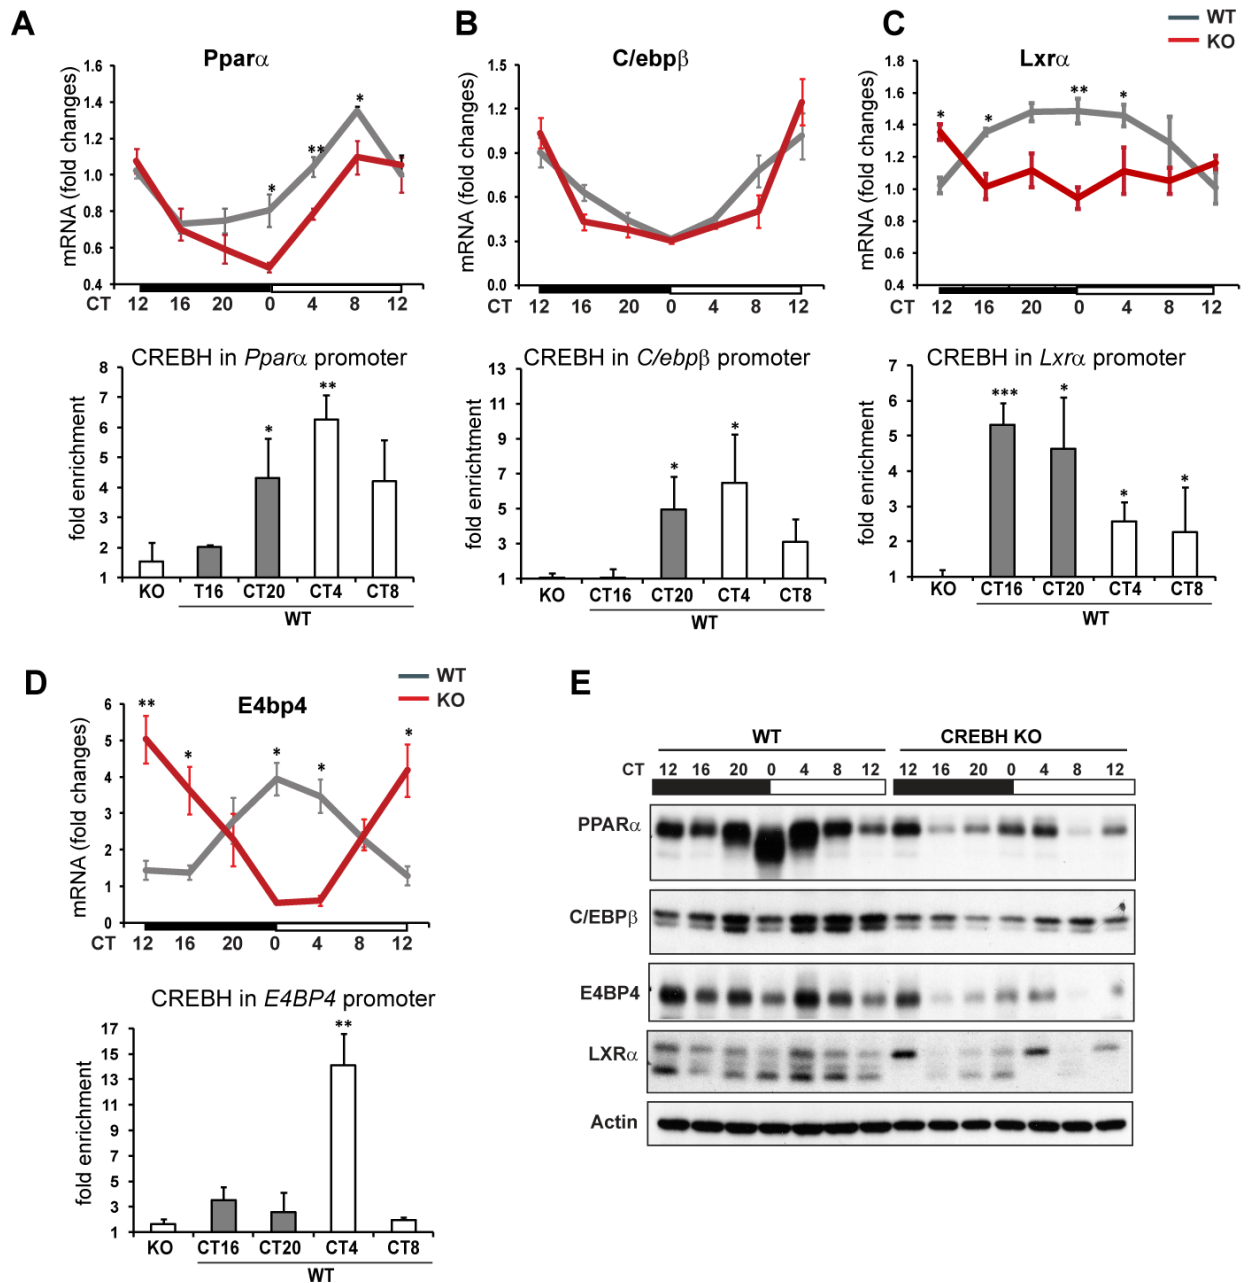 A
Pparα
mRNA (fold changes)
1.6
1.4
1.2
1.0
0.8
0.6
0.4
* ** *
CT 12 16 20 0 4 8 12
CREBH in Pparα promoter
fold enrichment
8
7
6
5
4
3
2
1
* **
KO T16 CT20 CT4 CT8
WT
B
C/ebpβ
mRNA (fold changes)
1.5
1.2
0.9
0.6
0.3
0.0
CT 12 16 20 0 4 8 12
CREBH in C/ebpβ promoter
fold enrichtment
13
11
9
7
5
3
1
* *
KO CT16 CT20 CT4 CT8
WT
C
WT
KO
Lxrα
mRNA (fold changes)
1.8
1.6
1.4
1.2
1.0
0.8
0.6
0.4
* * ** *
CT 12 16 20 0 4 8 12
CREBH in Lxrα promoter
fold enrichment
7
6
5
4
3
2
1
*** * * *
KO CT16 CT20 CT4 CT8
WT
D
WT
KO
E4bp4
mRNA (fold changes)
6
5
4
3
2
1
0
** * * * *
CT 12 16 20 0 4 8 12
CREBH in E4BP4 promoter
fold enrichment
17
15
13
11
9
7
5
3
1
**
KO CT16 CT20 CT4 CT8
WT
E
WT CREBH KO
CT 12 16 20 0 4 8 12 12 16 20 0 4 8 12
PPARα
C/EBPβ
E4BP4
LXRα
Actin